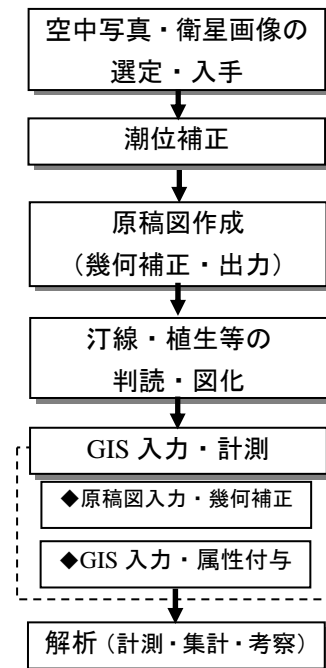 空中写真・衛星画像の
選定・入手
潮位補正
原稿図作成
（幾何補正・出力）
汀線・植生等の
判読・図化
GIS 入力・計測
◆原稿図入力・幾何補正
◆GIS 入力・属性付与
解析（計測・集計・考察）